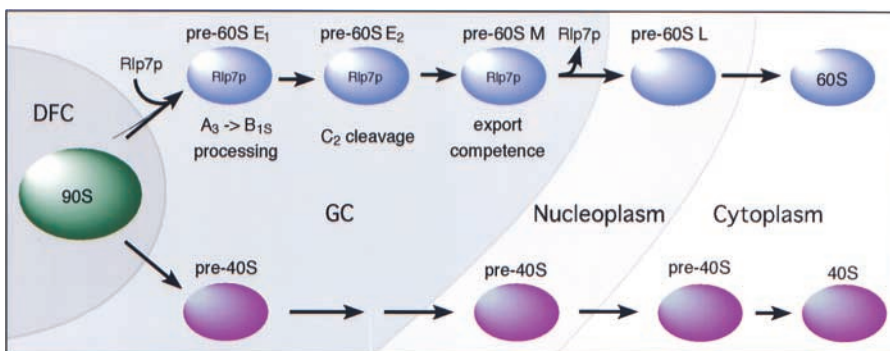 pre-60S E₁
pre-60S E₂
pre-60S M
Rlp7p
pre-60S L
Rlp7p
Rlp7p
Rlp7p
Rlp7p
60S
DFC
A₃ -> B₁S
processing
C₂ cleavage
export
competence
90S
GC
Nucleoplasm
Cytoplasm
pre-40S
pre-40S
pre-40S
40S